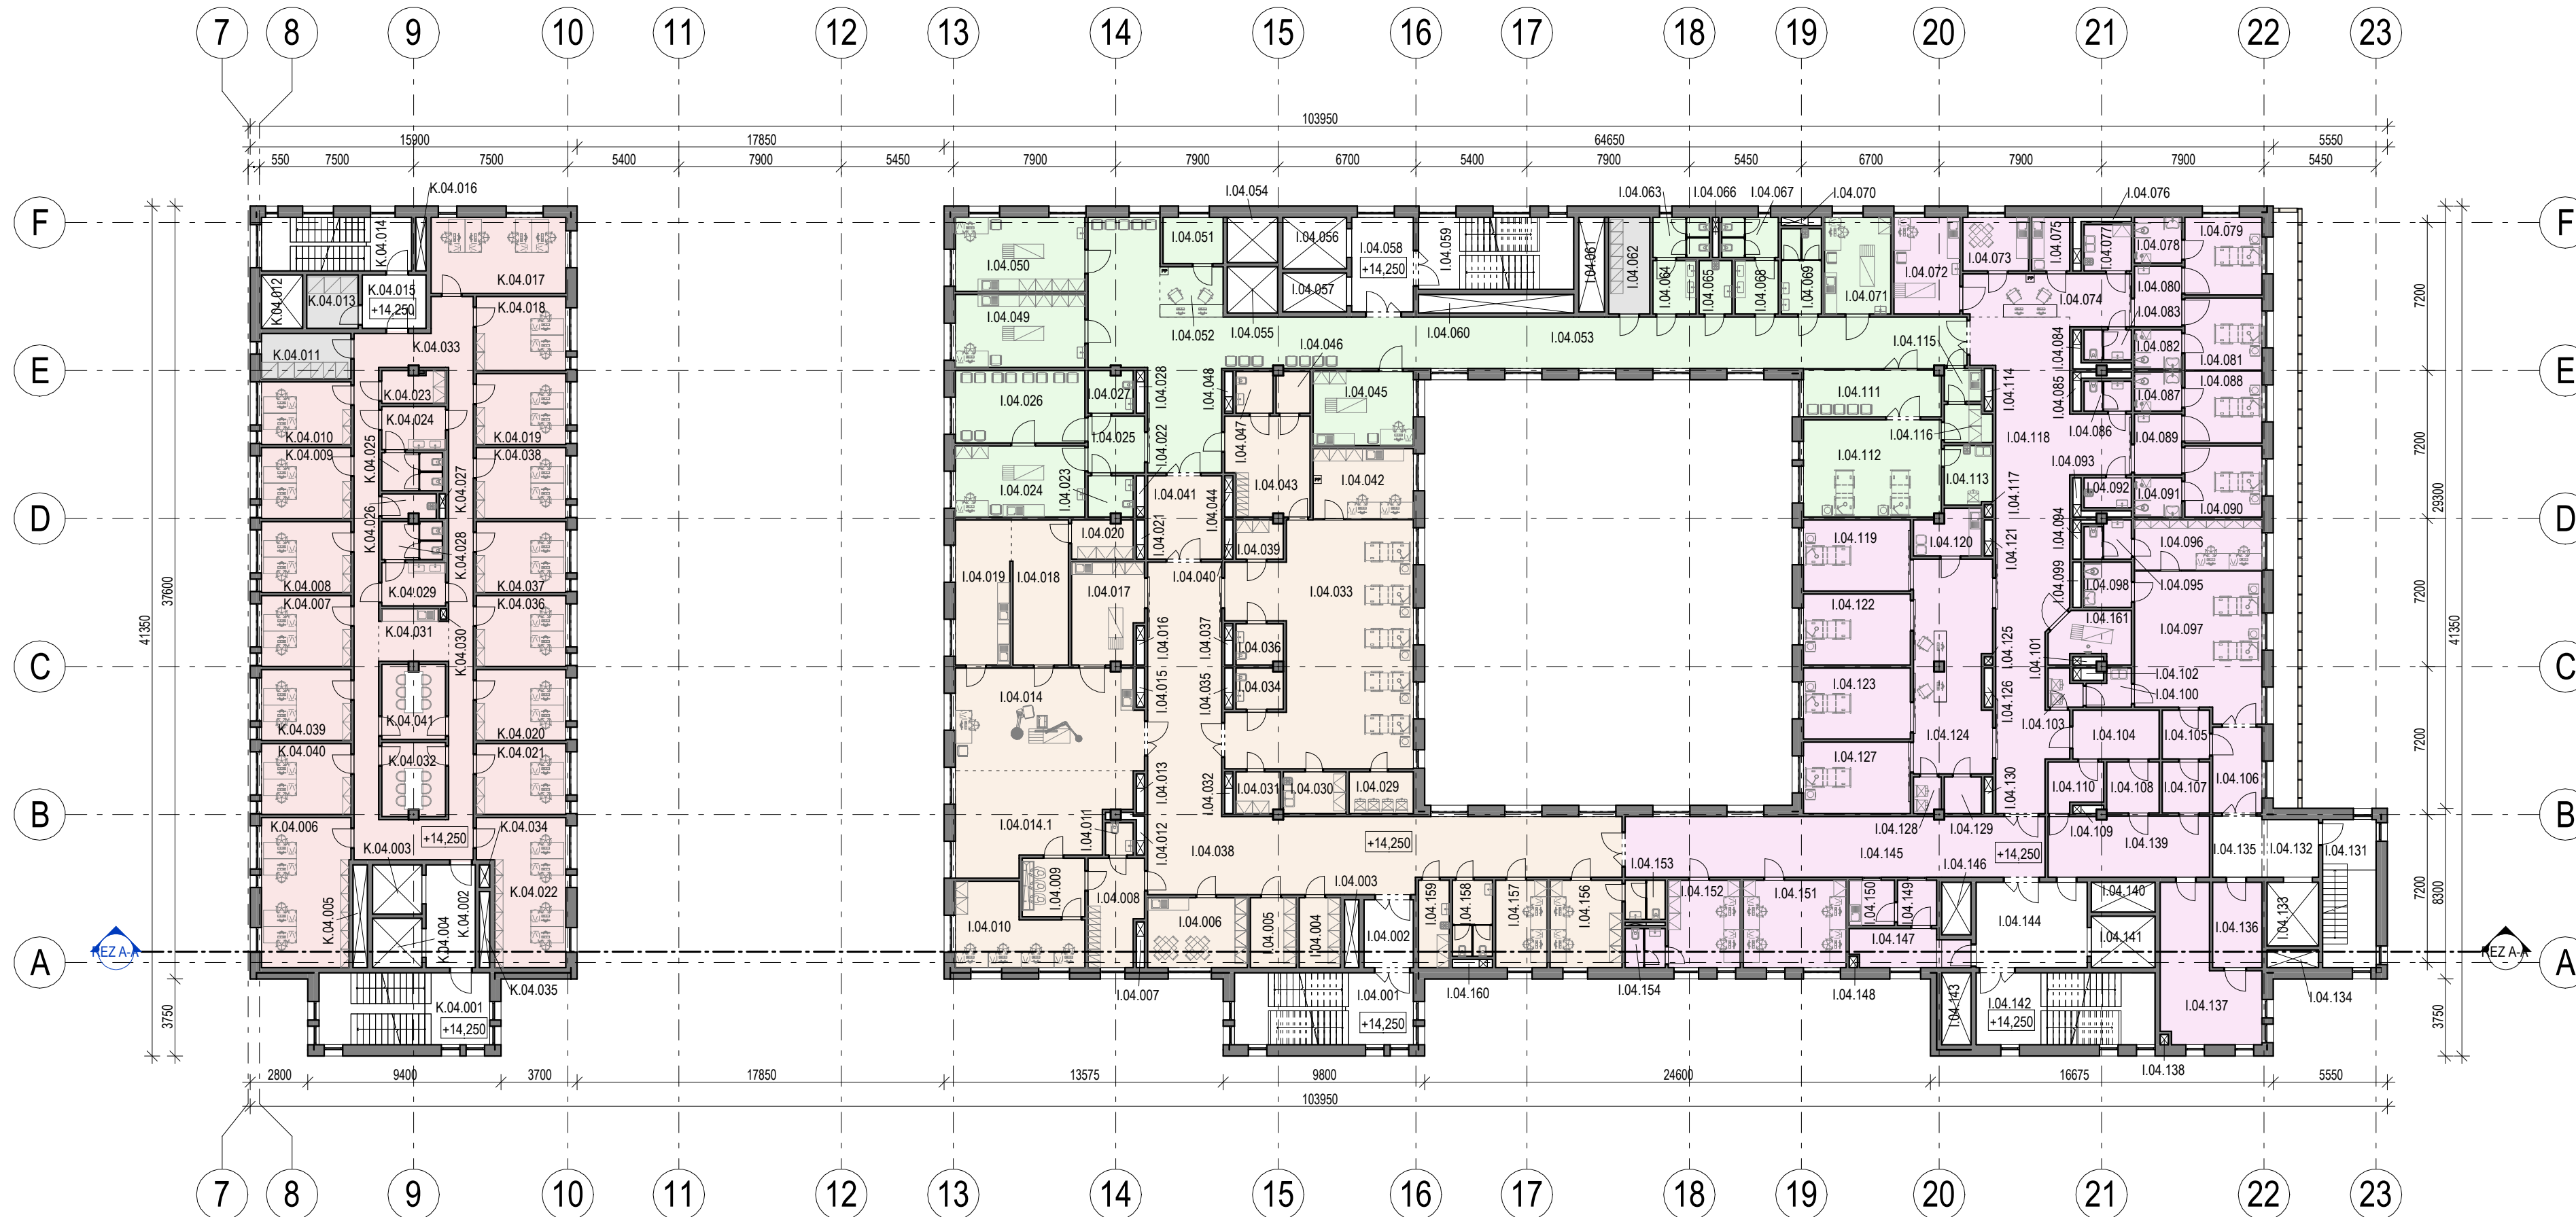 7 8 9 10 11 12 13 14 15 16 17 18 19 20 21 22 23
103950
15900 17850 64650 5550
550 7500 7500 5400 7900 5450 7900 7900 6700 5400 7900 5450 6700 7900 7900 5450
K.04.016 I.04.054 I.04.063 I.04.066 I.04.067 I.04.070 I.04.076
F F
K.04.014 K.04.017 I.04.050 I.04.051 I.04.056 I.04.058 I.04.059 I.04.061 I.04.062 I.04.072 I.04.073 I.04.075 I.04.077 I.04.078 I.04.079
+14,250
K.04.012 K.04.013 K.04.015 I.04.057 I.04.064 I.04.065 I.04.068 I.04.069 I.04.071 I.04.074 I.04.080
+14,250
K.04.018 I.04.049 I.04.052 I.04.055 I.04.060 I.04.053 I.04.083
7200 7200
K.04.033 K.04.011 I.04.046 I.04.115 I.04.084 I.04.082 I.04.081
E E
K.04.023 I.04.026 I.04.027 I.04.028 I.04.048 I.04.045 I.04.111 I.04.114 I.04.085 I.04.087 I.04.088
K.04.024 K.04.010 K.04.019 I.04.025 I.04.022 I.04.047 I.04.116 I.04.118 I.04.086 I.04.089
7200
K.04.009 K.04.025 K.04.038 K.04.027 I.04.024 I.04.023 I.04.041 I.04.044 I.04.043 I.04.042 I.04.112 I.04.113 I.04.117 I.04.093 I.04.092 I.04.091 I.04.090
29300
D D
K.04.026 K.04.028 I.04.020 I.04.021 I.04.039 I.04.119 I.04.120 I.04.121 I.04.094 I.04.096
K.04.008 K.04.029 K.04.037 I.04.019 I.04.018 I.04.017 I.04.040 I.04.033 I.04.099 I.04.098 I.04.095
41350 37600 7200
K.04.007 K.04.031 K.04.030 K.04.036 I.04.016 I.04.037 I.04.036 I.04.122 I.04.125 I.04.101 I.04.161 I.04.097
41350
C C
K.04.039 K.04.041 K.04.020 I.04.014 I.04.015 I.04.035 I.04.034 I.04.123 I.04.126 I.04.102 I.04.100
K.04.040 K.04.032 K.04.021 I.04.124 I.04.103 I.04.104 I.04.105
7200
I.04.013 I.04.032 I.04.031 I.04.030 I.04.029 I.04.127 I.04.130 I.04.110 I.04.108 I.04.107 I.04.106
B B
K.04.006 K.04.034 I.04.014.1 I.04.011 I.04.012 I.04.128 I.04.129 I.04.109
+14,250 +14,250
K.04.003 I.04.038 I.04.153 I.04.145 I.04.146 I.04.139 I.04.135 I.04.132 I.04.131
+14,250
K.04.005 K.04.004 K.04.002 K.04.022 I.04.009 I.04.008 I.04.003 I.04.159 I.04.158 I.04.157 I.04.156 I.04.152 I.04.151 I.04.150 I.04.149 I.04.140
7200 8300
I.04.010 I.04.006 I.04.005 I.04.004 I.04.002 I.04.147 I.04.144 I.04.141 I.04.136 I.04.133
A A
ŘEZ A-A ŘEZ A-A
K.04.035 I.04.007 I.04.160 I.04.154 I.04.148 I.04.134
K.04.001 I.04.001 I.04.143 I.04.142 I.04.137
+14,250 +14,250 +14,250
3750 3750
I.04.138
2800 9400 3700 17850 13575 9800 24600 16675 5550
103950
7 8 9 10 11 12 13 14 15 16 17 18 19 20 21 22 23